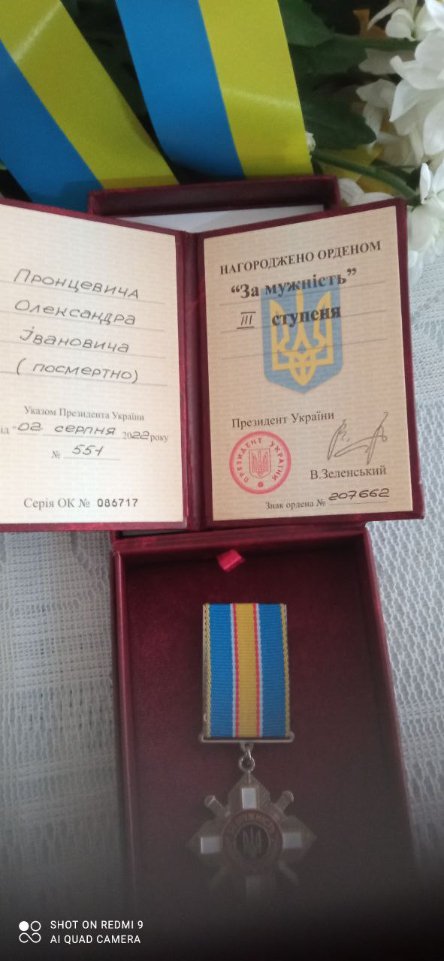 Пронцевича
Олександра
Івановича
(посмертно)
Указом Президента України
від 02 серпня 2022 року
№ 551
Серія ОК № 086717
НАГОРОДЖЕНО ОРДЕНОМ
“За мужність”
III ступеня
Президент України
ПРЕЗИДЕНТ УКРАЇНИ
В.Зеленський
Знак ордена № 207662
SHOT ON REDMI 9
AI QUAD CAMERA